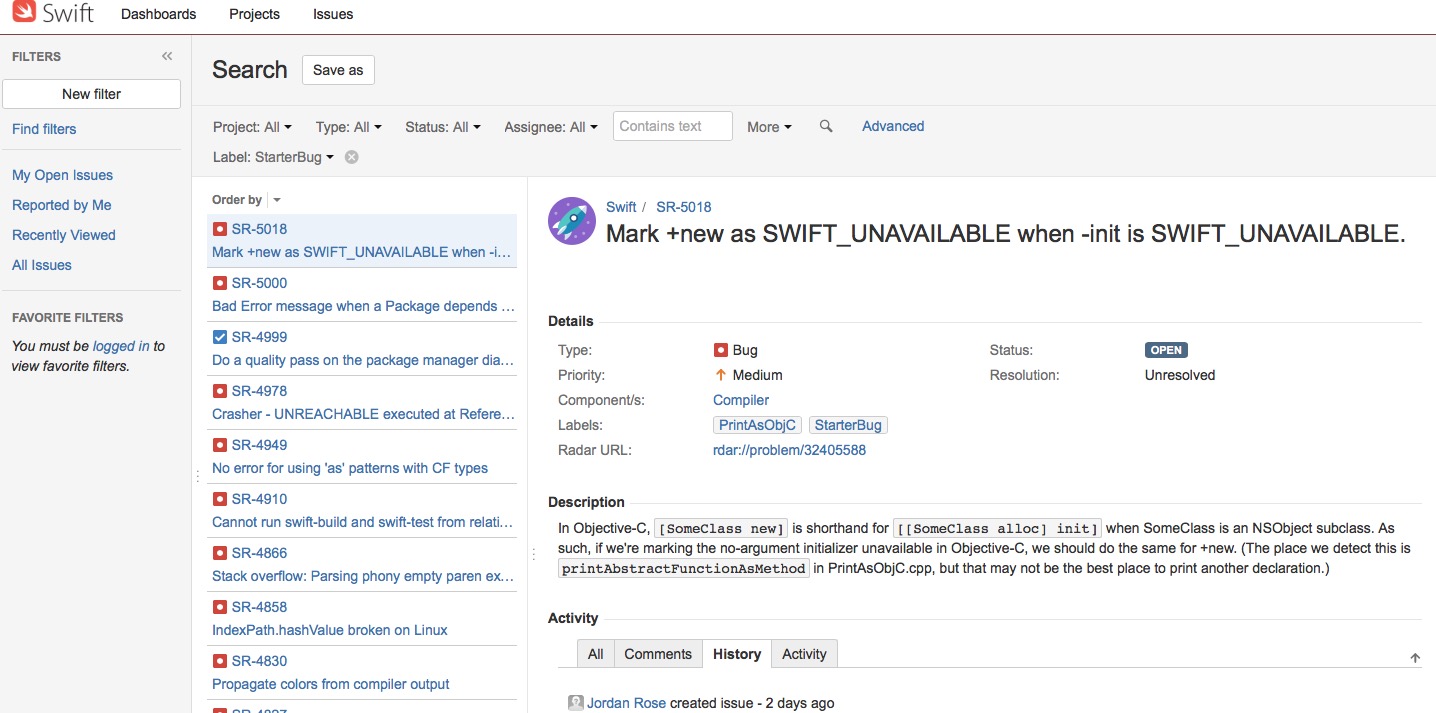 Swift
Dashboards
Projects
Issues
FILTERS
New filter
Find filters
My Open Issues
Reported by Me
Recently Viewed
All Issues
FAVORITE FILTERS
You must be logged in to
view favorite filters.
Search
Save as
Project: All
Type: All
Status: All
Assignee: All
Contains text
More
Advanced
Label: StarterBug
Order by
SR-5018
Mark +new as SWIFT_UNAVAILABLE when -i...
SR-5000
Bad Error message when a Package depends ...
SR-4999
Do a quality pass on the package manager dia...
SR-4978
Crasher - UNREACHABLE executed at Refere...
SR-4949
No error for using 'as' patterns with CF types
SR-4910
Cannot run swift-build and swift-test from relati...
SR-4866
Stack overflow: Parsing phony empty paren ex...
SR-4858
IndexPath.hashValue broken on Linux
SR-4830
Propagate colors from compiler output
Swift / SR-5018
Mark +new as SWIFT_UNAVAILABLE when -init is SWIFT_UNAVAILABLE.
Details
Type: Bug
Status: OPEN
Priority: Medium
Resolution: Unresolved
Component/s: Compiler
Labels: PrintAsObjC StarterBug
Radar URL: rdar://problem/32405588
Description
In Objective-C, [SomeClass new] is shorthand for [[SomeClass alloc] init] when SomeClass is an NSObject subclass. As
such, if we're marking the no-argument initializer unavailable in Objective-C, we should do the same for +new. (The place we detect this is
printAbstractFunctionAsMethod in PrintAsObjC.cpp, but that may not be the best place to print another declaration.)
Activity
All
Comments
History
Activity
Jordan Rose created issue - 2 days ago